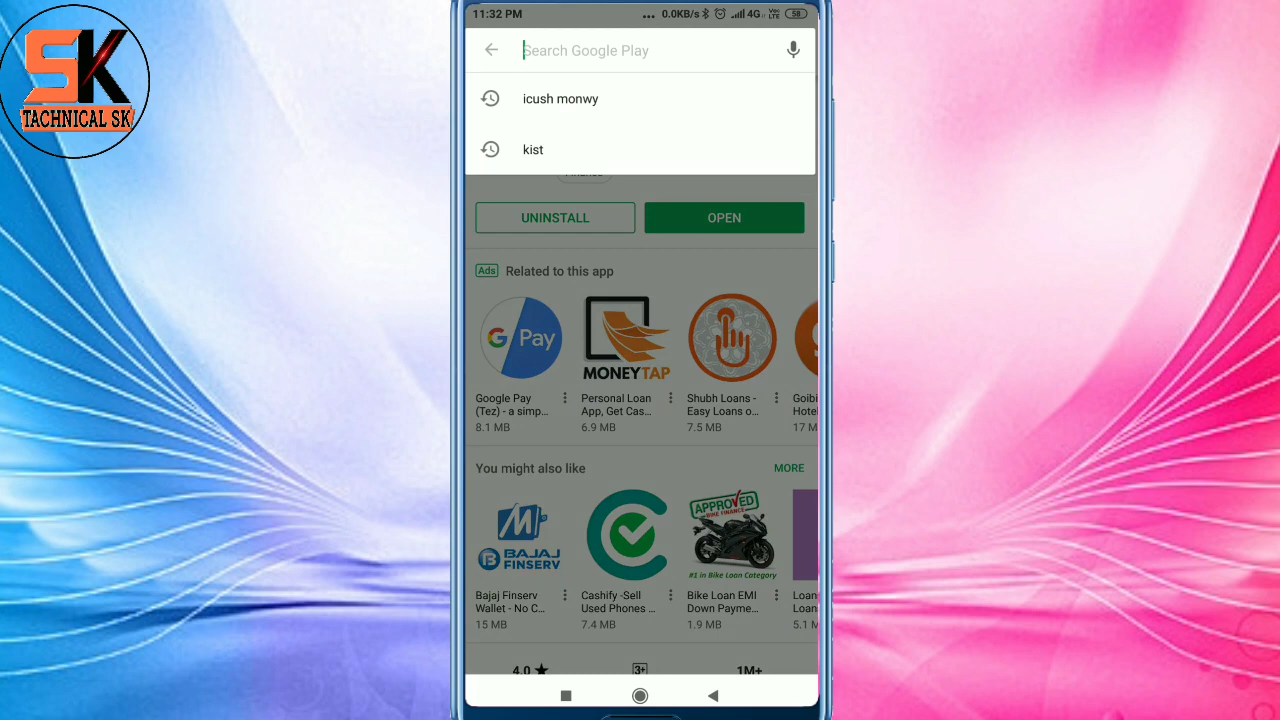 SK
TACHNICAL SK
11:32 PM
... 0.0KB/s 4G Vo LTE 58
Search Google Play
icush monwy
kist
UNINSTALL
OPEN
Ads Related to this app
G Pay
MONEYTAP
Google Pay
(Tez) - a simp...
8.1 MB
Personal Loan
App, Get Cas...
6.9 MB
Shubh Loans -
Easy Loans o...
7.5 MB
Goibi
Hotel
17 M
You might also like
MORE
BAJAJ
FINSERV
APPROVED
BIKE FINANCE
#1 in Bike Loan Category
Bajaj Finserv
Wallet - No C...
15 MB
Cashify -Sell
Used Phones ...
7.4 MB
Bike Loan EMI
Down Payme...
1.9 MB
Loan
Loan
5.1 M
4.0 ★
3+
1M+